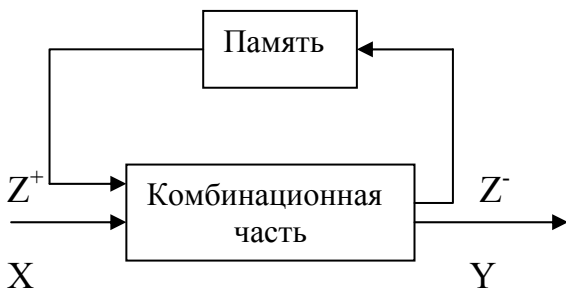 Память
Z⁺
Комбинационная
часть
Z⁻
X
Y